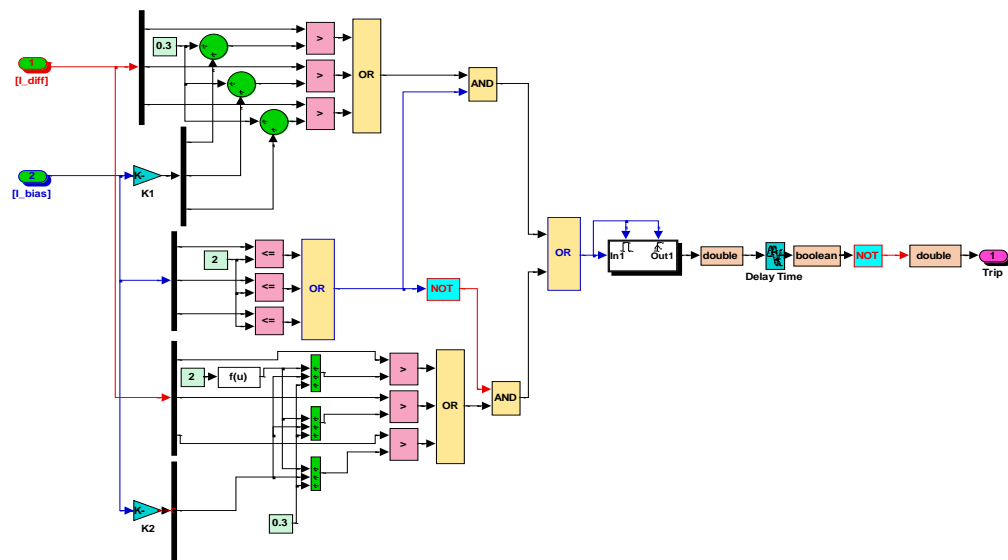 0.3
>
1
[I_diff]
>
OR
AND
>
2
[I_bias]
K-
K1
2
<=
<=
<=
OR
NOT
OR
In1
Out1
double
Delay Time
boolean
NOT
double
1
Trip
2
f(u)
>
>
>
OR
AND
0.3
K-
K2